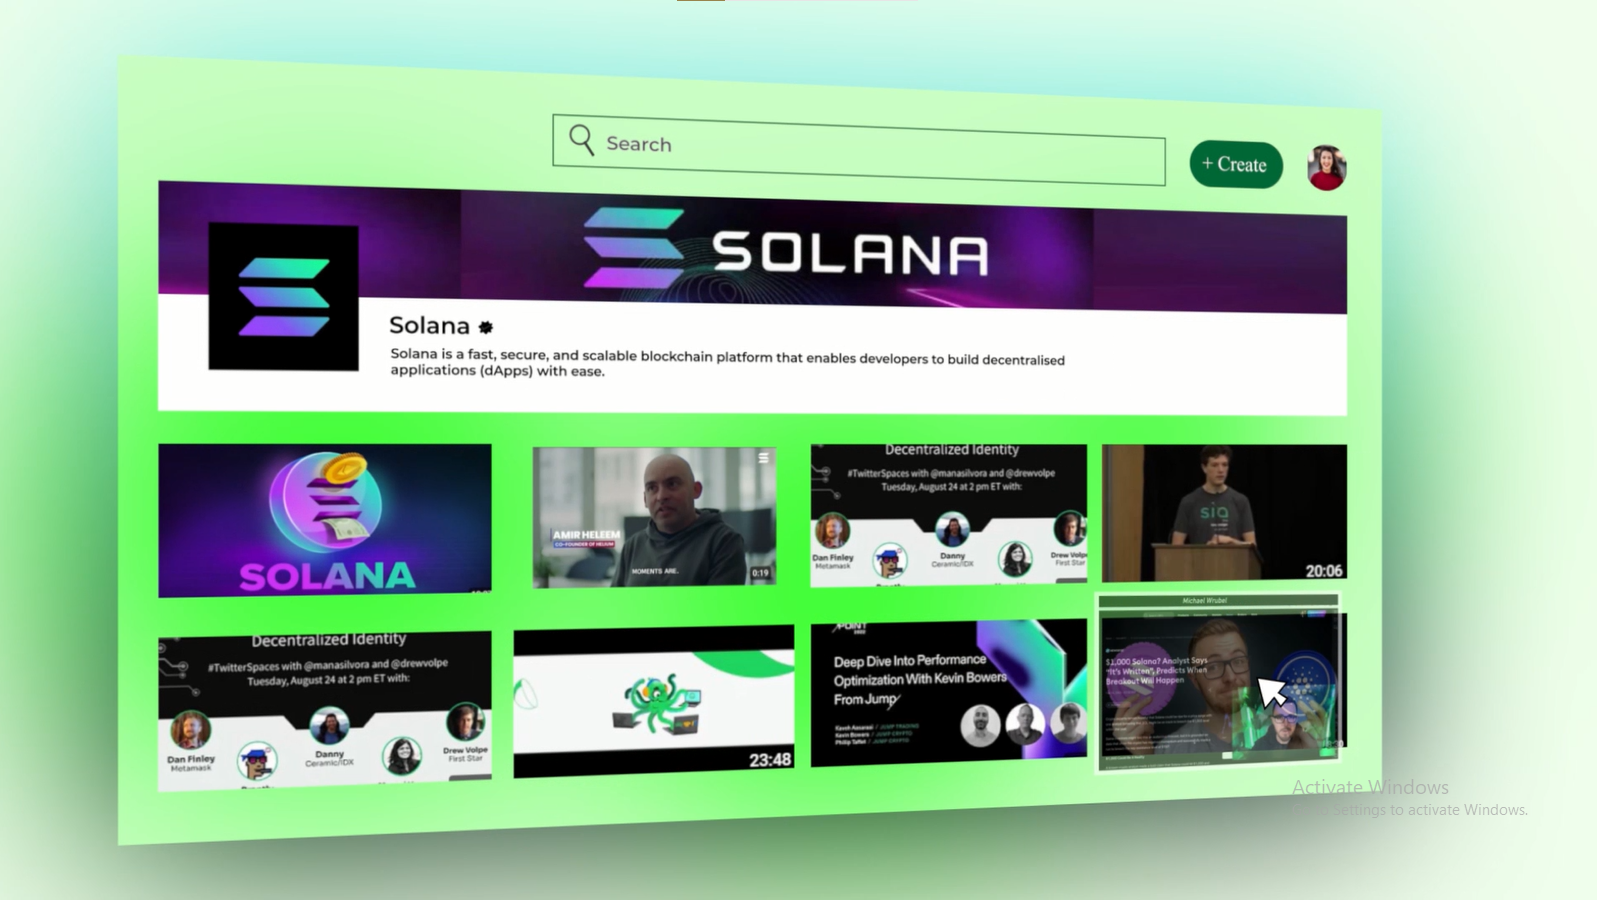 Search
+ Create
SOLANA
Solana
Solana is a fast, secure, and scalable blockchain platform that enables developers to build decentralised
applications (dApps) with ease.
SOLANA
AMIR HELEEM
CO-FOUNDER OF HELIUM
MOMENTS ARE.
0:19
Decentralized Identity
#TwitterSpaces with @manasilvora and @drewvolpe
Tuesday, August 24 at 2 pm ET with:
Dan Finley
Metamask
Danny
Ceramic/IDX
Drew Volpe
First Star
sia
20:06
Decentralized Identity
#TwitterSpaces with @manasilvora and @drewvolpe
Tuesday, August 24 at 2 pm ET with:
Dan Finley
Metamask
Danny
Ceramic/IDX
Drew Volpe
First Star
23:48
Deep Dive Into Performance
Optimization With Kevin Bowers
From Jump
Kevin Bowers / JUMP CRYPTO
Michael Wrubel
$1,000 Solana? Analyst Says
"It's Written", Predicts When
Breakout Will Happen
Activate Windows
Settings to activate Windows.